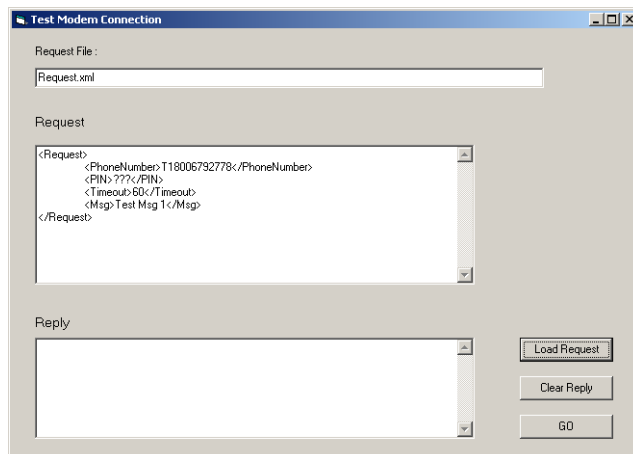 Test Modem Connection
Request File :
Request.xml
Request
<Request>
<PhoneNumber>T18006792778</PhoneNumber>
<PIN>???</PIN>
<Timeout>60</Timeout>
<Msg>Test Msg 1</Msg>
</Request>
Reply
Load Request
Clear Reply
GO